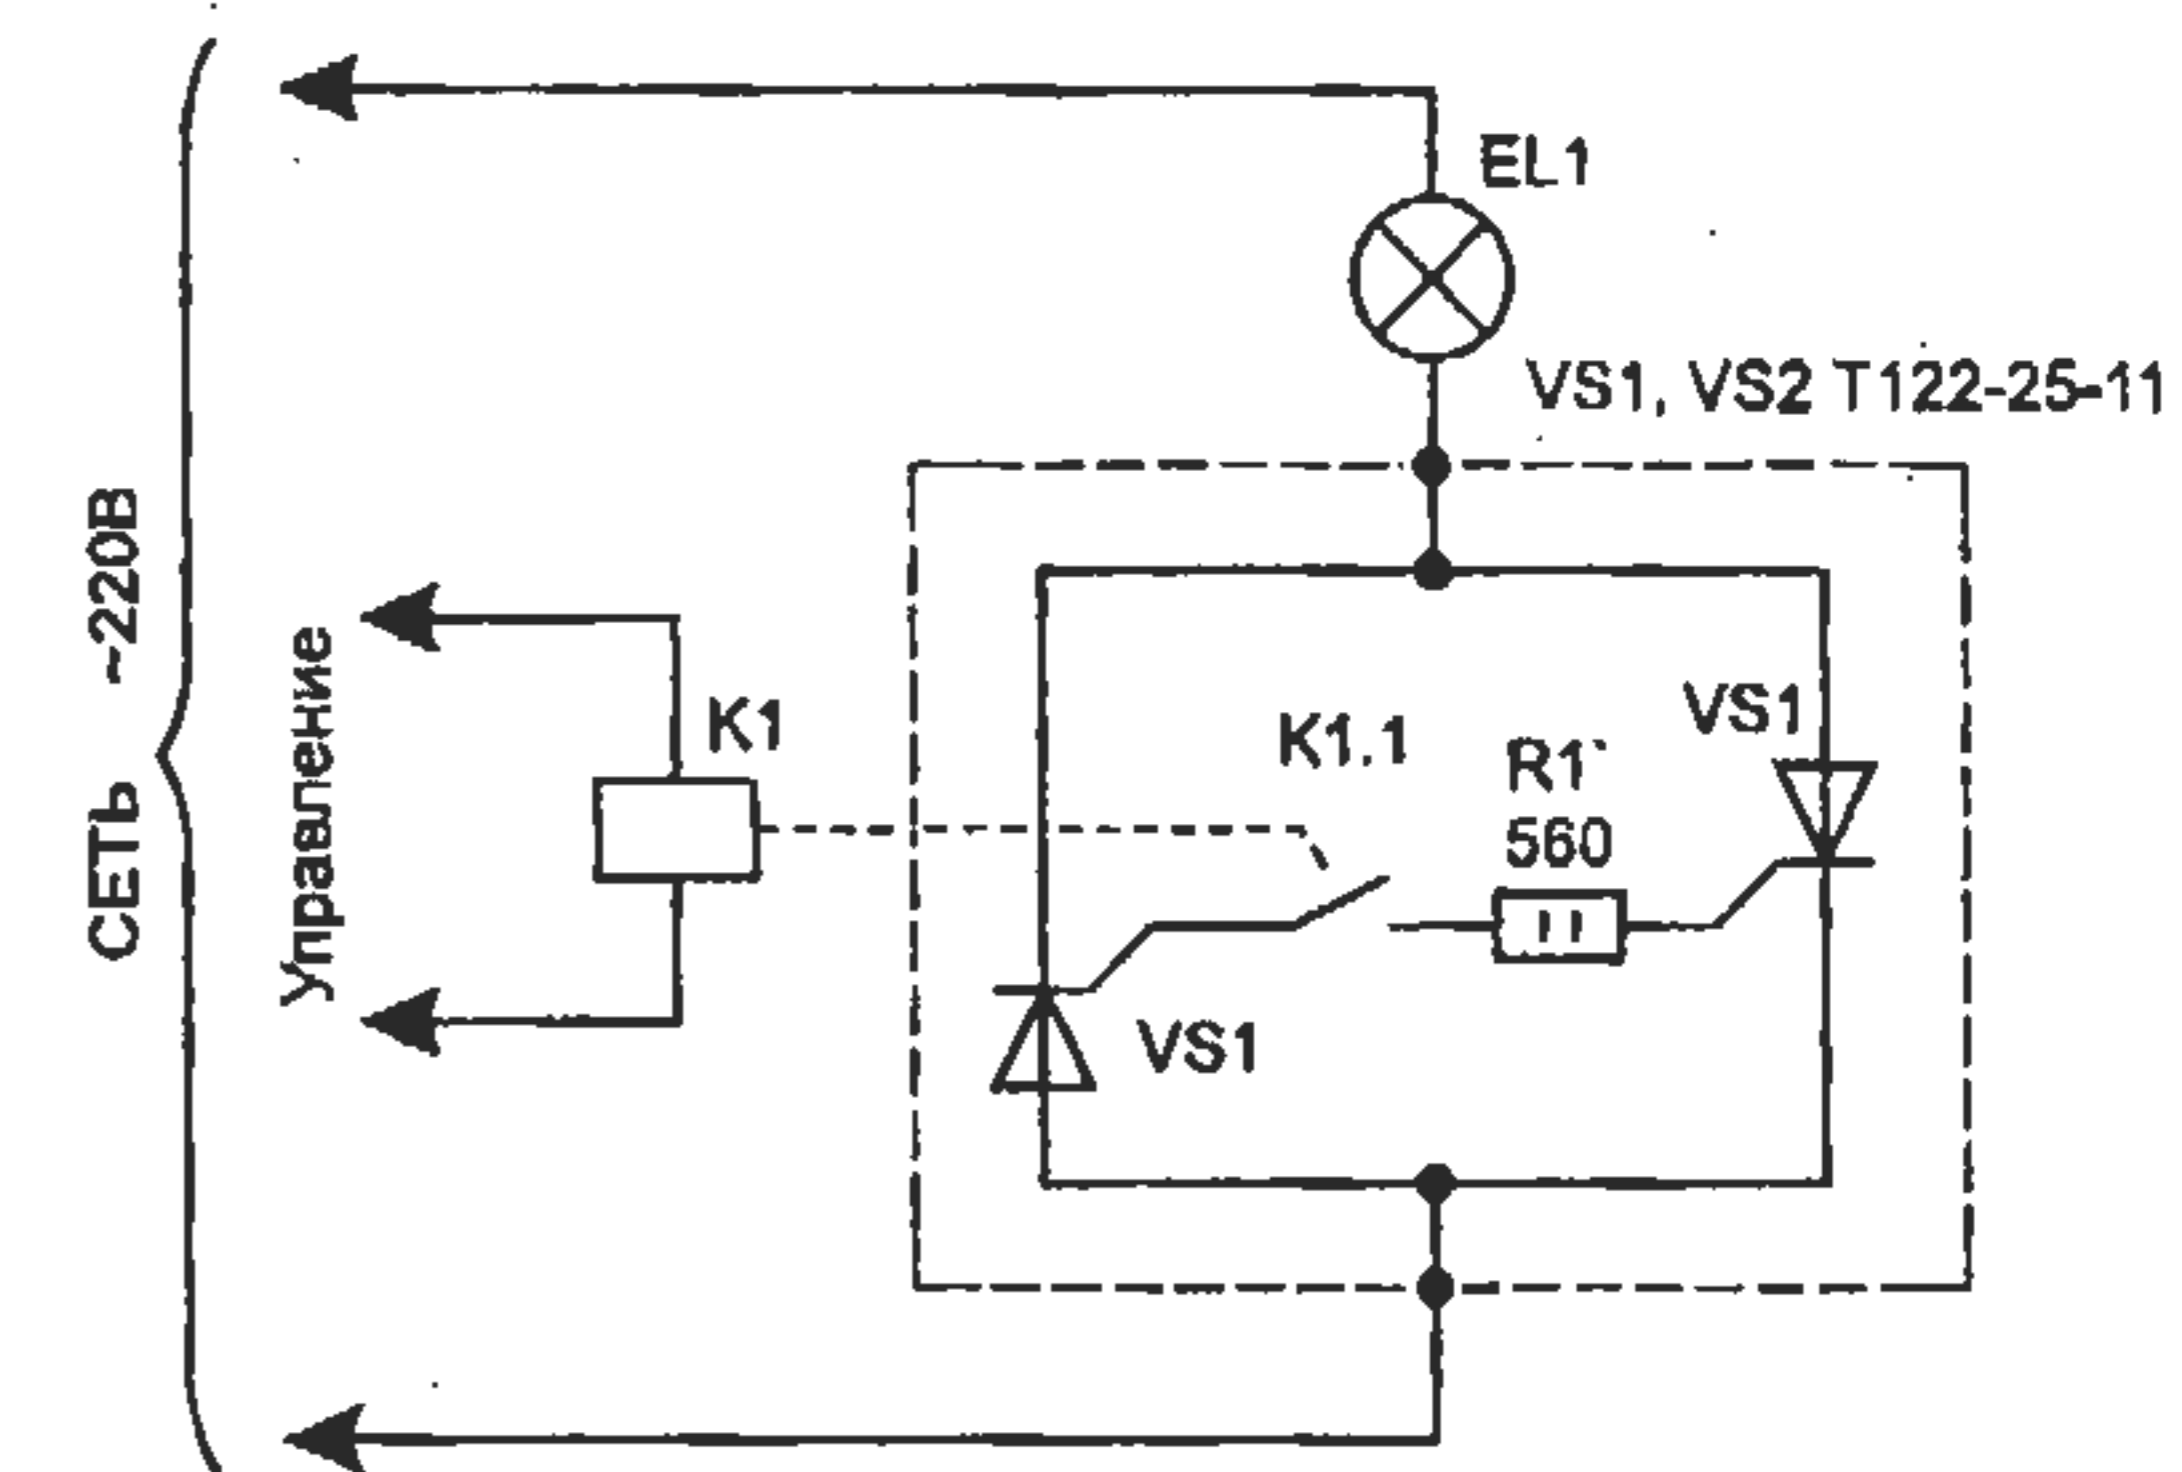 EL1
VS1, VS2 T122-25-11
СЕТЬ ~220В
Управление
K1
K1.1
R1
560
VS1
VS1